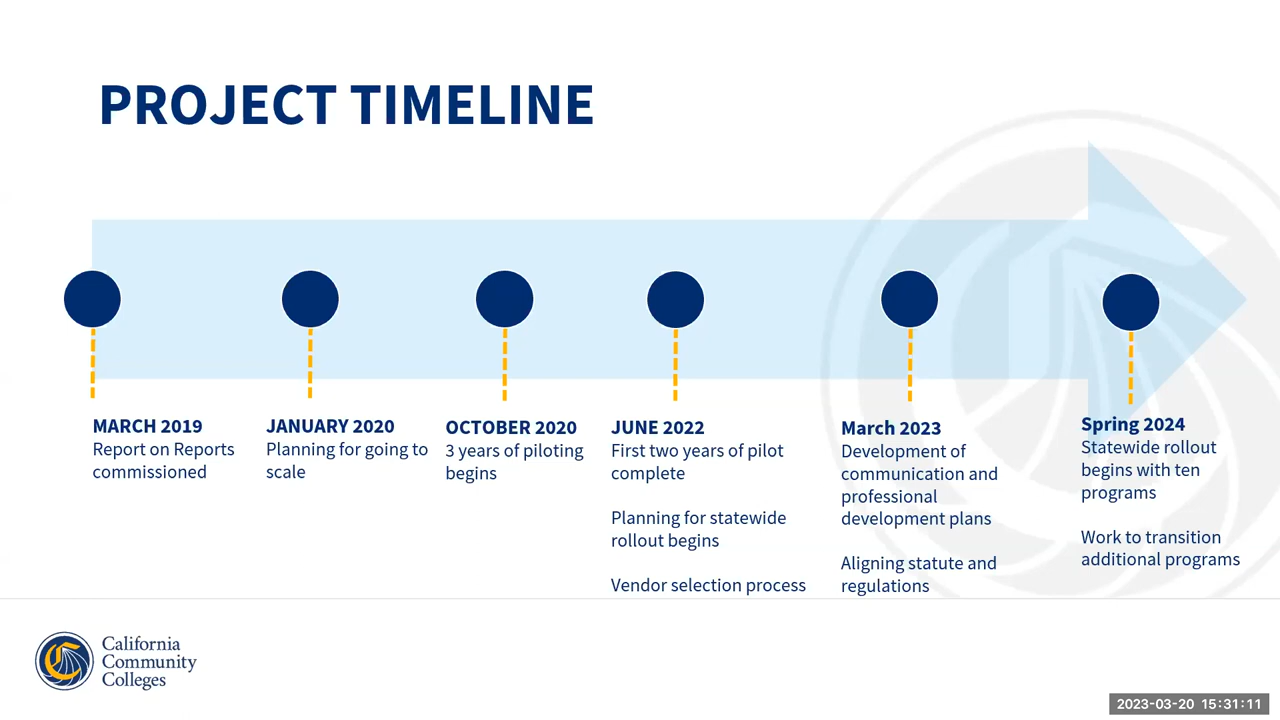 PROJECT TIMELINE
MARCH 2019
Report on Reports
commissioned
JANUARY 2020
Planning for going to
scale
OCTOBER 2020
3 years of piloting
begins
JUNE 2022
First two years of pilot
complete
Planning for statewide
rollout begins
Vendor selection process
March 2023
Development of
communication and
professional
development plans
Aligning statute and
regulations
Spring 2024
Statewide rollout
begins with ten
programs
Work to transition
additional programs
California
Community
Colleges
2023-03-20 15:31:11